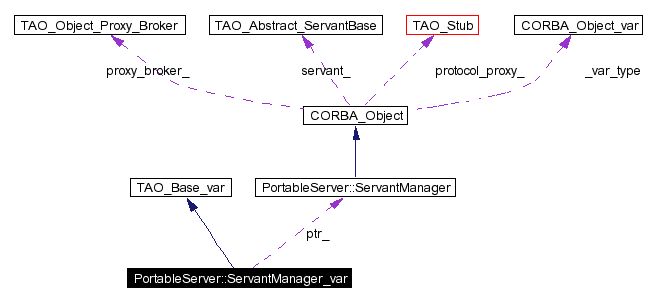 TAO_Object_Proxy_Broker
TAO_Abstract_ServantBase
TAO_Stub
CORBA_Object_var
proxy_broker_
servant_
protocol_proxy_
_var_type
CORBA_Object
TAO_Base_var
PortableServer::ServantManager
ptr_
PortableServer::ServantManager_var